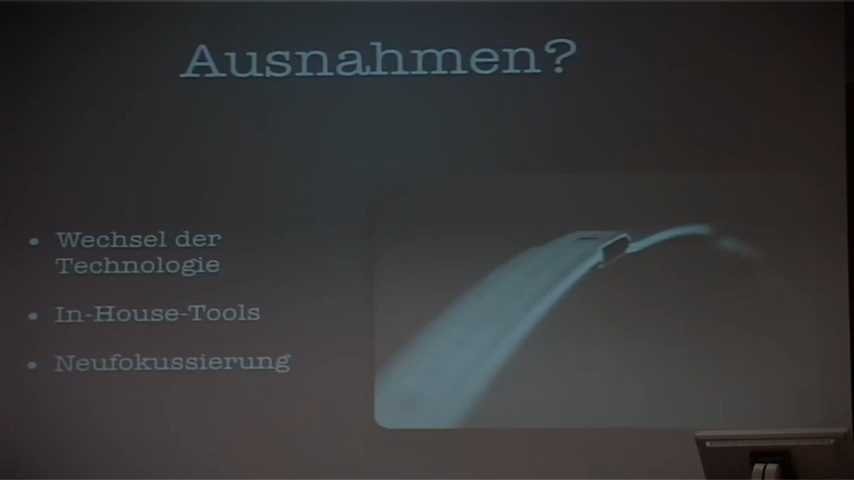 Ausnahmen?
• Wechsel der
Technologie
• In-House-Tools
• Neufokussierung